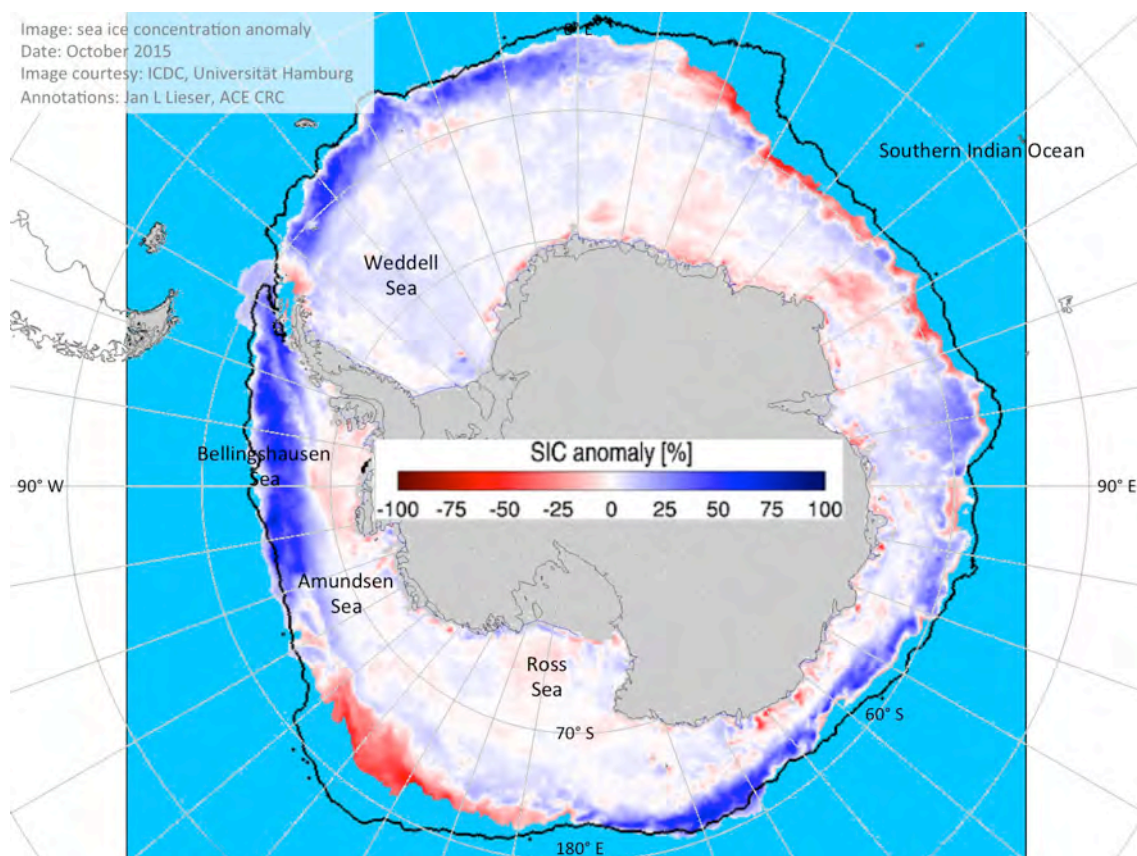 Image: sea ice concentration anomaly
Date: October 2015
Image courtesy: ICDC, Universität Hamburg
Annotations: Jan L Lieser, ACE CRC
0° E
Southern Indian Ocean
Weddell
Sea
Bellingshausen
Sea
90° W
SIC anomaly [%]
-100 -75 -50 -25 0 25 50 75 100
90° E
Amundsen
Sea
Ross
Sea
60° S
70° S
180° E